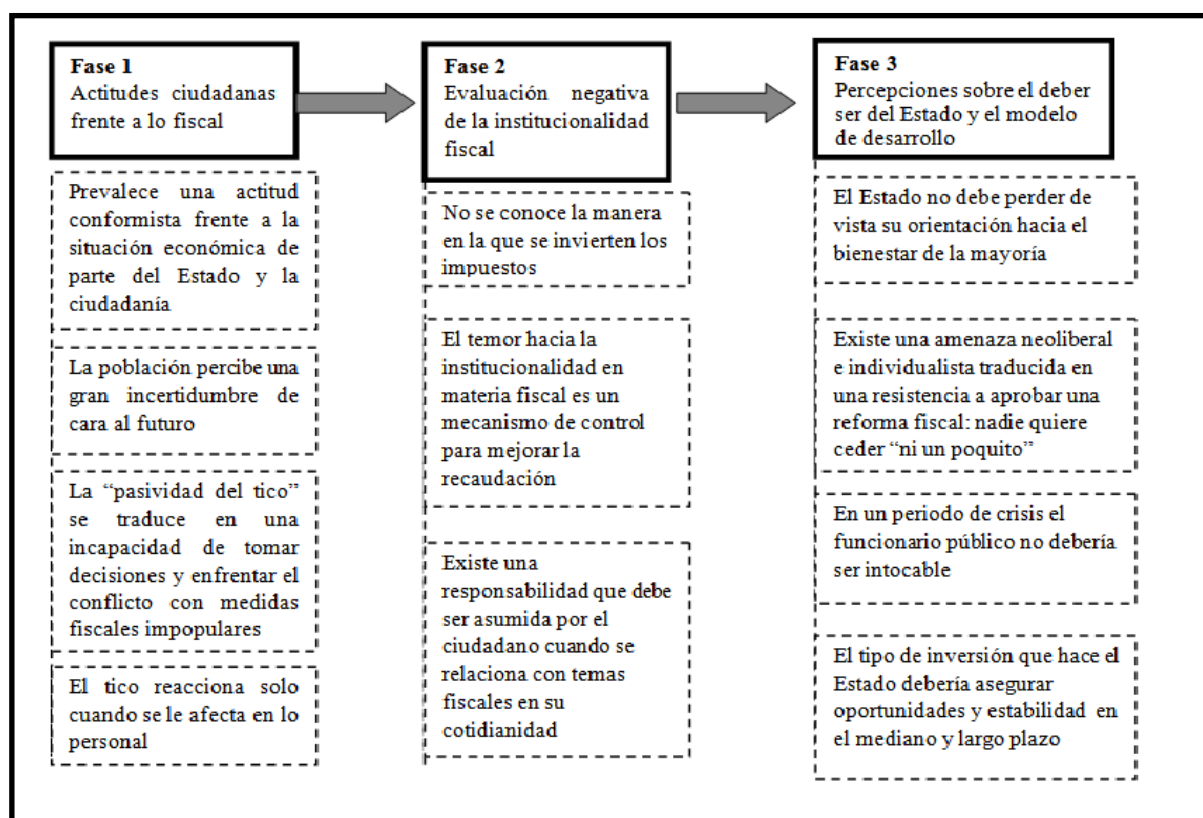 Fase 1
Actitudes ciudadanas
frente a lo fiscal
Prevalece una actitud
conformista frente a la
situación económica de
parte del Estado y la
ciudadanía
La población percibe una
gran incertidumbre de
cara al futuro
La “pasividad del tico”
se traduce en una
incapacidad de tomar
decisiones y enfrentar el
conflicto con medidas
fiscales impopulares
El tico reacciona solo
cuando se le afecta en lo
personal
Fase 2
Evaluación negativa
de la institucionalidad
fiscal
No se conoce la manera
en la que se invierten los
impuestos
El temor hacia la
institucionalidad en
materia fiscal es un
mecanismo de control
para mejorar la
recaudación
Existe una
responsabilidad que debe
ser asumida por el
ciudadano cuando se
relaciona con temas
fiscales en su
cotidianidad
Fase 3
Percepciones sobre el deber
ser del Estado y el modelo
de desarrollo
El Estado no debe perder de
vista su orientación hacia el
bienestar de la mayoría
Existe una amenaza neoliberal
e individualista traducida en
una resistencia a aprobar una
reforma fiscal: nadie quiere
ceder “ni un poquito”
En un periodo de crisis el
funcionario público no debería
ser intocable
El tipo de inversión que hace el
Estado debería asegurar
oportunidades y estabilidad en
el mediano y largo plazo